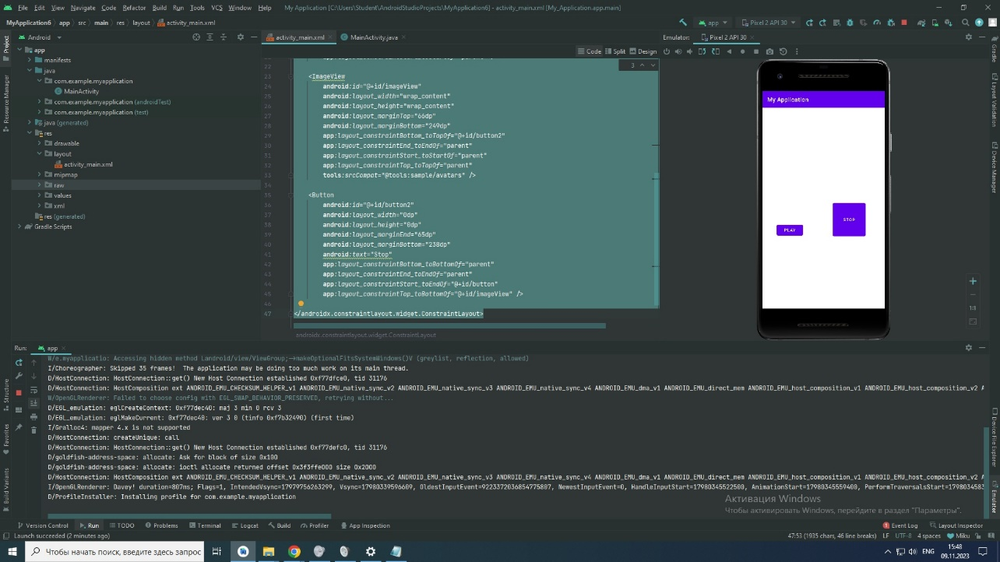 File Edit View Navigate Code Refactor Build Run Tools VCS Window Help My Application [C:\Users\Student\AndroidStudioProjects\MyApplication6] - activity_main.xml [My_Application.app.main]
MyApplication6 app src main res layout activity_main.xml
app Pixel 2 API 30
Android
activity_main.xml MainActivity.java
Emulator: Pixel 2 API 30
Code Split Design
Project
Resource Manager
Structure
Favorites
Build Variants
app
manifests
java
com.example.myapplication
MainActivity
com.example.myapplication (androidTest)
com.example.myapplication (test)
java (generated)
res
drawable
layout
activity_main.xml
mipmap
raw
values
xml
res (generated)
Gradle Scripts
3
22
23 <ImageView
24 android:id="@+id/imageView"
25 android:layout_width="wrap_content"
26 android:layout_height="wrap_content"
27 android:layout_marginTop="66dp"
28 android:layout_marginBottom="249dp"
29 app:layout_constraintBottom_toTopOf="@+id/button2"
30 app:layout_constraintEnd_toEndOf="parent"
31 app:layout_constraintStart_toStartOf="parent"
32 app:layout_constraintTop_toTopOf="parent"
33 tools:srcCompat="@tools:sample/avatars" />
34
35 <Button
36 android:id="@+id/button2"
37 android:layout_width="0dp"
38 android:layout_height="0dp"
39 android:layout_marginEnd="65dp"
40 android:layout_marginBottom="238dp"
41 android:text="Stop"
42 app:layout_constraintBottom_toBottomOf="parent"
43 app:layout_constraintEnd_toEndOf="parent"
44 app:layout_constraintStart_toEndOf="@+id/button"
45 app:layout_constraintTop_toBottomOf="@+id/imageView" />
46
47 </androidx.constraintlayout.widget.ConstraintLayout>
androidx.constraintlayout.widget.ConstraintLayout
My Application
PLAY
STOP
1:1
Gradle
Layout Validation
Device Manager
Device File Explorer
Emulator
Run: app
W/e.myapplicatio: Accessing hidden method Landroid/view/ViewGroup;->makeOptionalFitsSystemWindows()V (greylist, reflection, allowed)
I/Choreographer: Skipped 35 frames! The application may be doing too much work on its main thread.
D/HostConnection: HostConnection::get() New Host Connection established 0xf77dfce0, tid 31176
D/HostConnection: HostComposition ext ANDROID_EMU_CHECKSUM_HELPER_v1 ANDROID_EMU_native_sync_v2 ANDROID_EMU_native_sync_v3 ANDROID_EMU_native_sync_v4 ANDROID_EMU_dma_v1 ANDROID_EMU_direct_mem ANDROID_EMU_host_composition_v1 ANDROID_EMU_host_composition_v2
W/OpenGLRenderer: Failed to choose config with EGL_SWAP_BEHAVIOR_PRESERVED, retrying without...
D/EGL_emulation: eglCreateContext: 0xf77dec40: maj 3 min 0 rcv 3
D/EGL_emulation: eglMakeCurrent: 0xf77dec40: ver 3 0 (tinfo 0xf7b32490) (first time)
I/Gralloc4: mapper 4.x is not supported
D/HostConnection: createUnique: call
D/HostConnection: HostConnection::get() New Host Connection established 0xf77defc0, tid 31176
D/goldfish-address-space: allocate: Ask for block of size 0x100
D/goldfish-address-space: allocate: ioctl allocate returned offset 0x3f3ffe000 size 0x2000
D/HostConnection: HostComposition ext ANDROID_EMU_CHECKSUM_HELPER_v1 ANDROID_EMU_native_sync_v2 ANDROID_EMU_native_sync_v3 ANDROID_EMU_native_sync_v4 ANDROID_EMU_dma_v1 ANDROID_EMU_direct_mem ANDROID_EMU_host_composition_v1 ANDROID_EMU_host_composition_v2
I/OpenGLRenderer: Davey! duration=807ms; Flags=1, IntendedVsync=17979756263299, Vsync=17980339596609, OldestInputEvent=9223372036854775807, NewestInputEvent=0, HandleInputStart=17980345522500, AnimationStart=17980345559400,
D/ProfileInstaller: Installing profile for com.example.myapplication
Активация Windows
Чтобы активировать Windows, перейдите в раздел "Параметры".
Version Control Run TODO Problems Terminal Logcat Build Profiler App Inspection 1 Event Log Layout Inspector
Launch succeeded (2 minutes ago) 47:53 (1935 chars, 46 line breaks) LF UTF-8 4 spaces Miku
Чтобы начать поиск, введите здесь запрос
ENG
15:48
09.11.2023